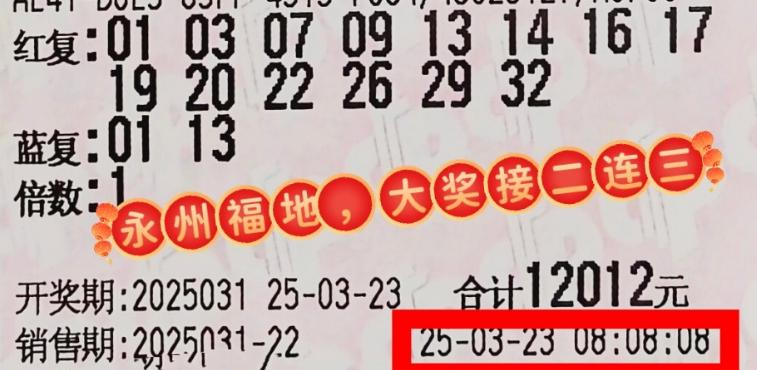 红复:01 03 07 09 13 14 16 17
19 20 22 26 29 32
蓝复:01 13
倍数:1
永州福地，大奖接二连三
开奖期:2025031 25-03-23 合计12012元
销售期:2025031-22 25-03-23 08:08:08